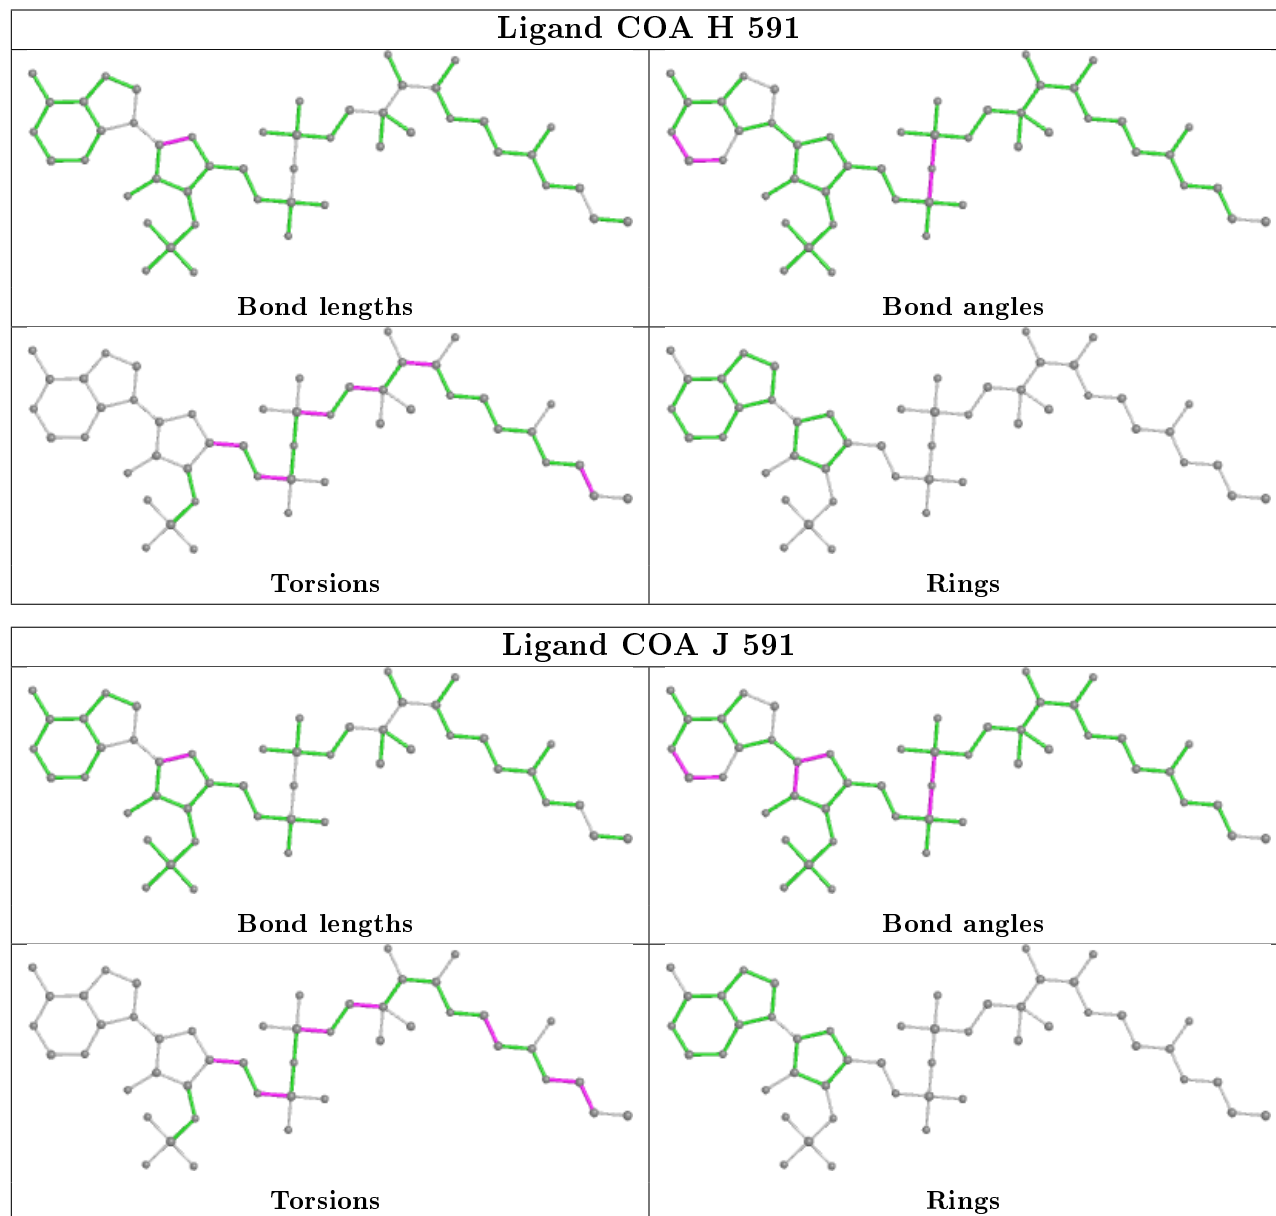 Ligand COA H 591
Bond lengths
Bond angles
Torsions
Rings
Ligand COA J 591
Bond lengths
Bond angles
Torsions
Rings